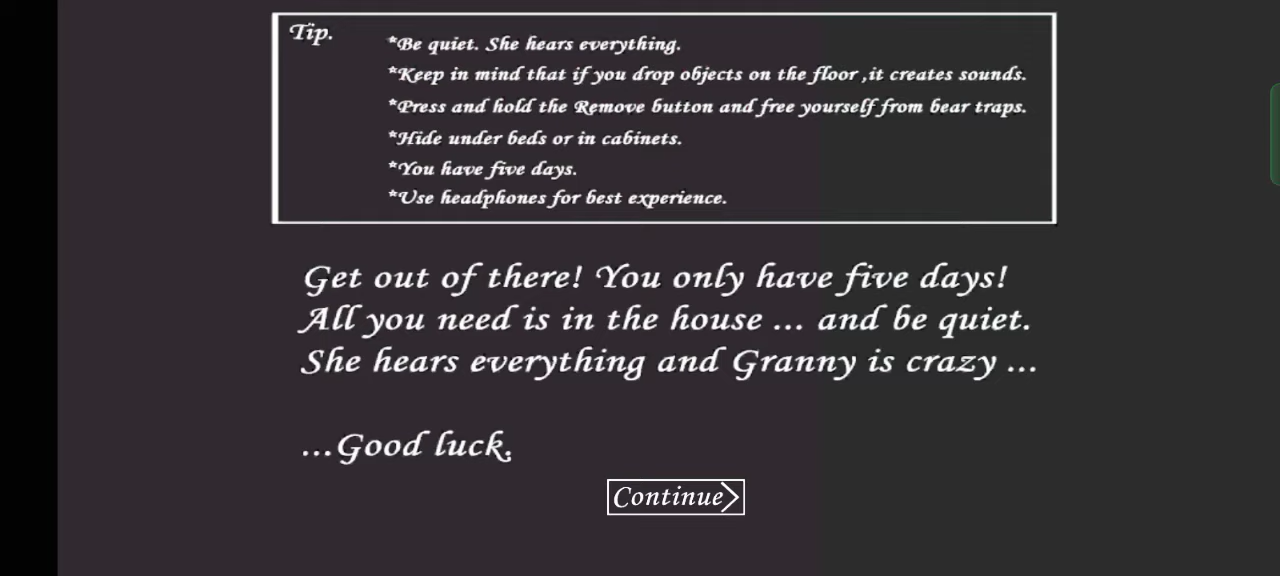 Tip.
*Be quiet. She hears everything.
*Keep in mind that if you drop objects on the floor ,it creates sounds.
*Press and hold the Remove button and free yourself from bear traps.
*Hide under beds or in cabinets.
*You have five days.
*Use headphones for best experience.
Get out of there! You only have five days!
All you need is in the house ... and be quiet.
She hears everything and Granny is crazy ...
...Good luck.
Continue